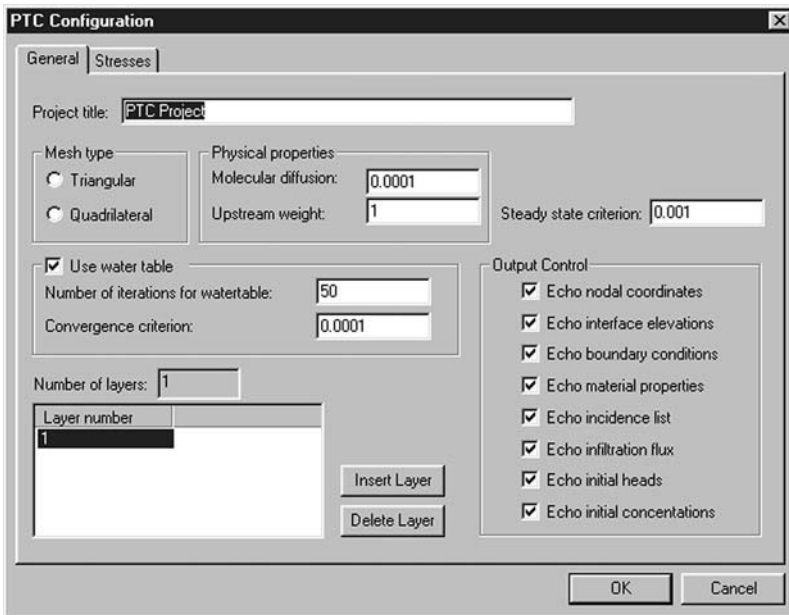 PTC Configuration
General
Stresses
Project title:
PTC Project
Mesh type
Triangular
Quadrilateral
Physical properties
Molecular diffusion:
0.0001
Upstream weight:
1
Steady state criterion:
0.001
Use water table
Number of iterations for watertable:
50
Convergence criterion:
0.0001
Number of layers:
1
Layer number
1
Insert Layer
Delete Layer
Output Control
Echo nodal coordinates
Echo interface elevations
Echo boundary conditions
Echo material properties
Echo incidence list
Echo infiltration flux
Echo initial heads
Echo initial concentations
OK
Cancel